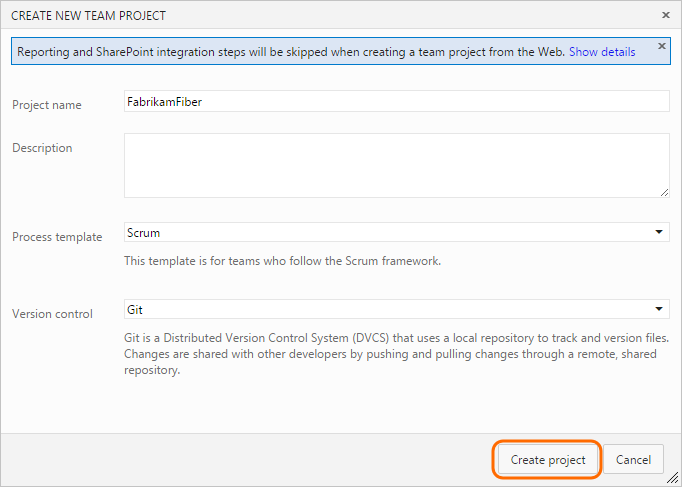 CREATE NEW TEAM PROJECT
Reporting and SharePoint integration steps will be skipped when creating a team project from the Web. Show details
Project name
FabrikamFiber
Description
Process template
Scrum
This template is for teams who follow the Scrum framework.
Version control
Git
Git is a Distributed Version Control System (DVCS) that uses a local repository to track and version files.
Changes are shared with other developers by pushing and pulling changes through a remote, shared
repository.
Create project
Cancel